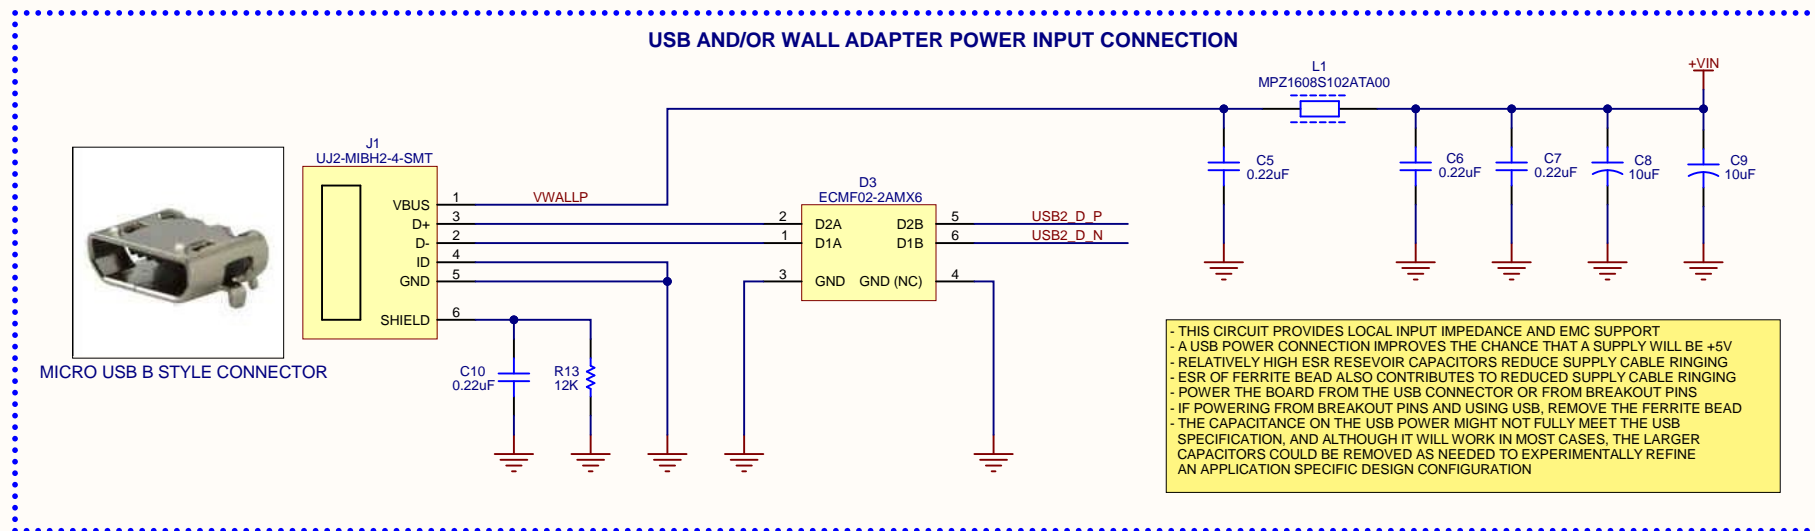 USB AND/OR WALL ADAPTER POWER INPUT CONNECTION
+VIN
L1
MPZ1608S102ATA00
J1
UJ2-MIBH2-4-SMT
VBUS 1
VWALLP
D+ 3
D- 2
ID 4
GND 5
SHIELD 6
D3
ECMF02-2AMX6
2 D2A D2B 5
USB2_D_P
1 D1A D1B 6
USB2_D_N
3 GND GND (NC) 4
C5
0.22uF
C6
0.22uF
C7
0.22uF
C8
10uF
C9
10uF
MICRO USB B STYLE CONNECTOR
C10
0.22uF
R13
12K
- THIS CIRCUIT PROVIDES LOCAL INPUT IMPEDANCE AND EMC SUPPORT
- A USB POWER CONNECTION IMPROVES THE CHANCE THAT A SUPPLY WILL BE +5V
- RELATIVELY HIGH ESR RESEVOIR CAPACITORS REDUCE SUPPLY CABLE RINGING
- ESR OF FERRITE BEAD ALSO CONTRIBUTES TO REDUCED SUPPLY CABLE RINGING
- POWER THE BOARD FROM THE USB CONNECTOR OR FROM BREAKOUT PINS
- IF POWERING FROM BREAKOUT PINS AND USING USB, REMOVE THE FERRITE BEAD
- THE CAPACITANCE ON THE USB POWER MIGHT NOT FULLY MEET THE USB
SPECIFICATION, AND ALTHOUGH IT WILL WORK IN MOST CASES, THE LARGER
CAPACITORS COULD BE REMOVED AS NEEDED TO EXPERIMENTALLY REFINE
AN APPLICATION SPECIFIC DESIGN CONFIGURATION